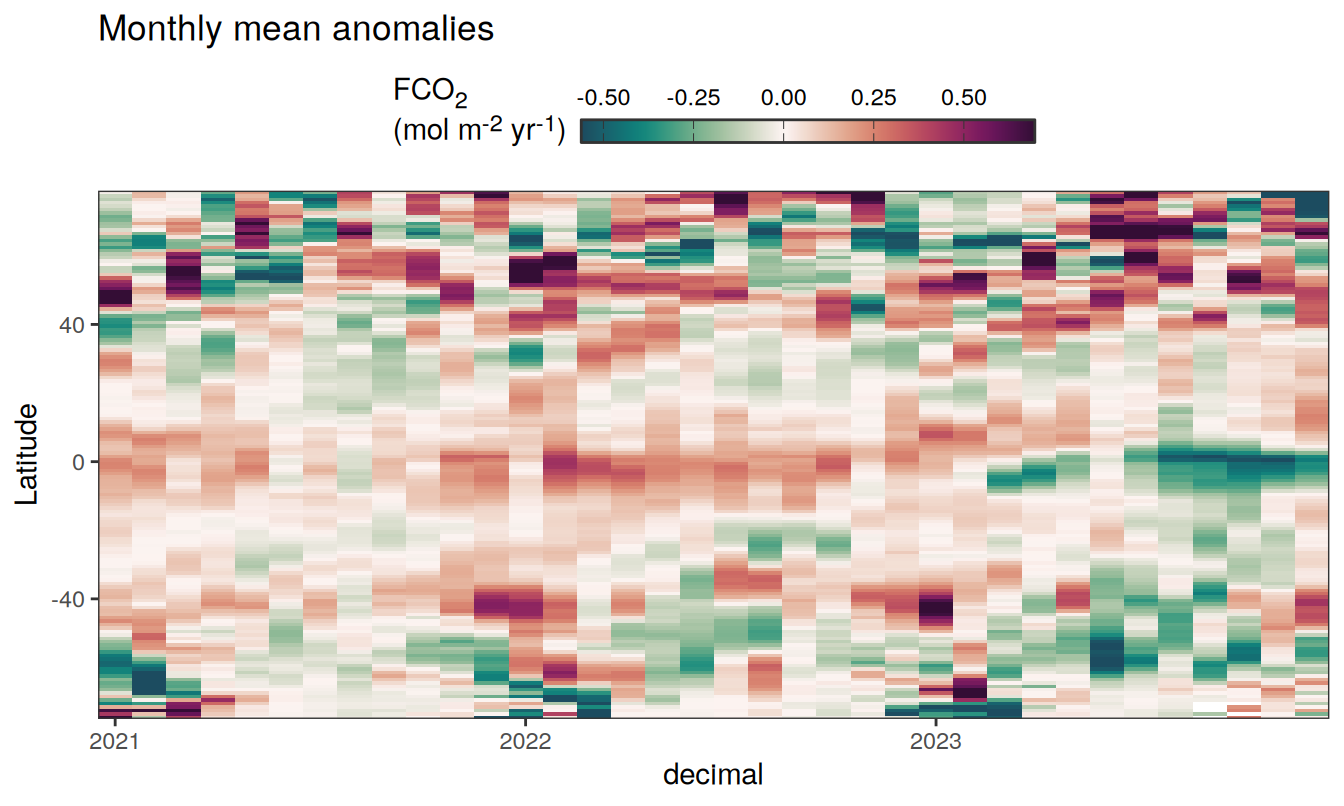 Monthly mean anomalies
FCO₂
(mol m⁻² yr⁻¹)
-0.50 -0.25 0.00 0.25 0.50
Latitude
40
0
-40
2021 2022 2023
decimal